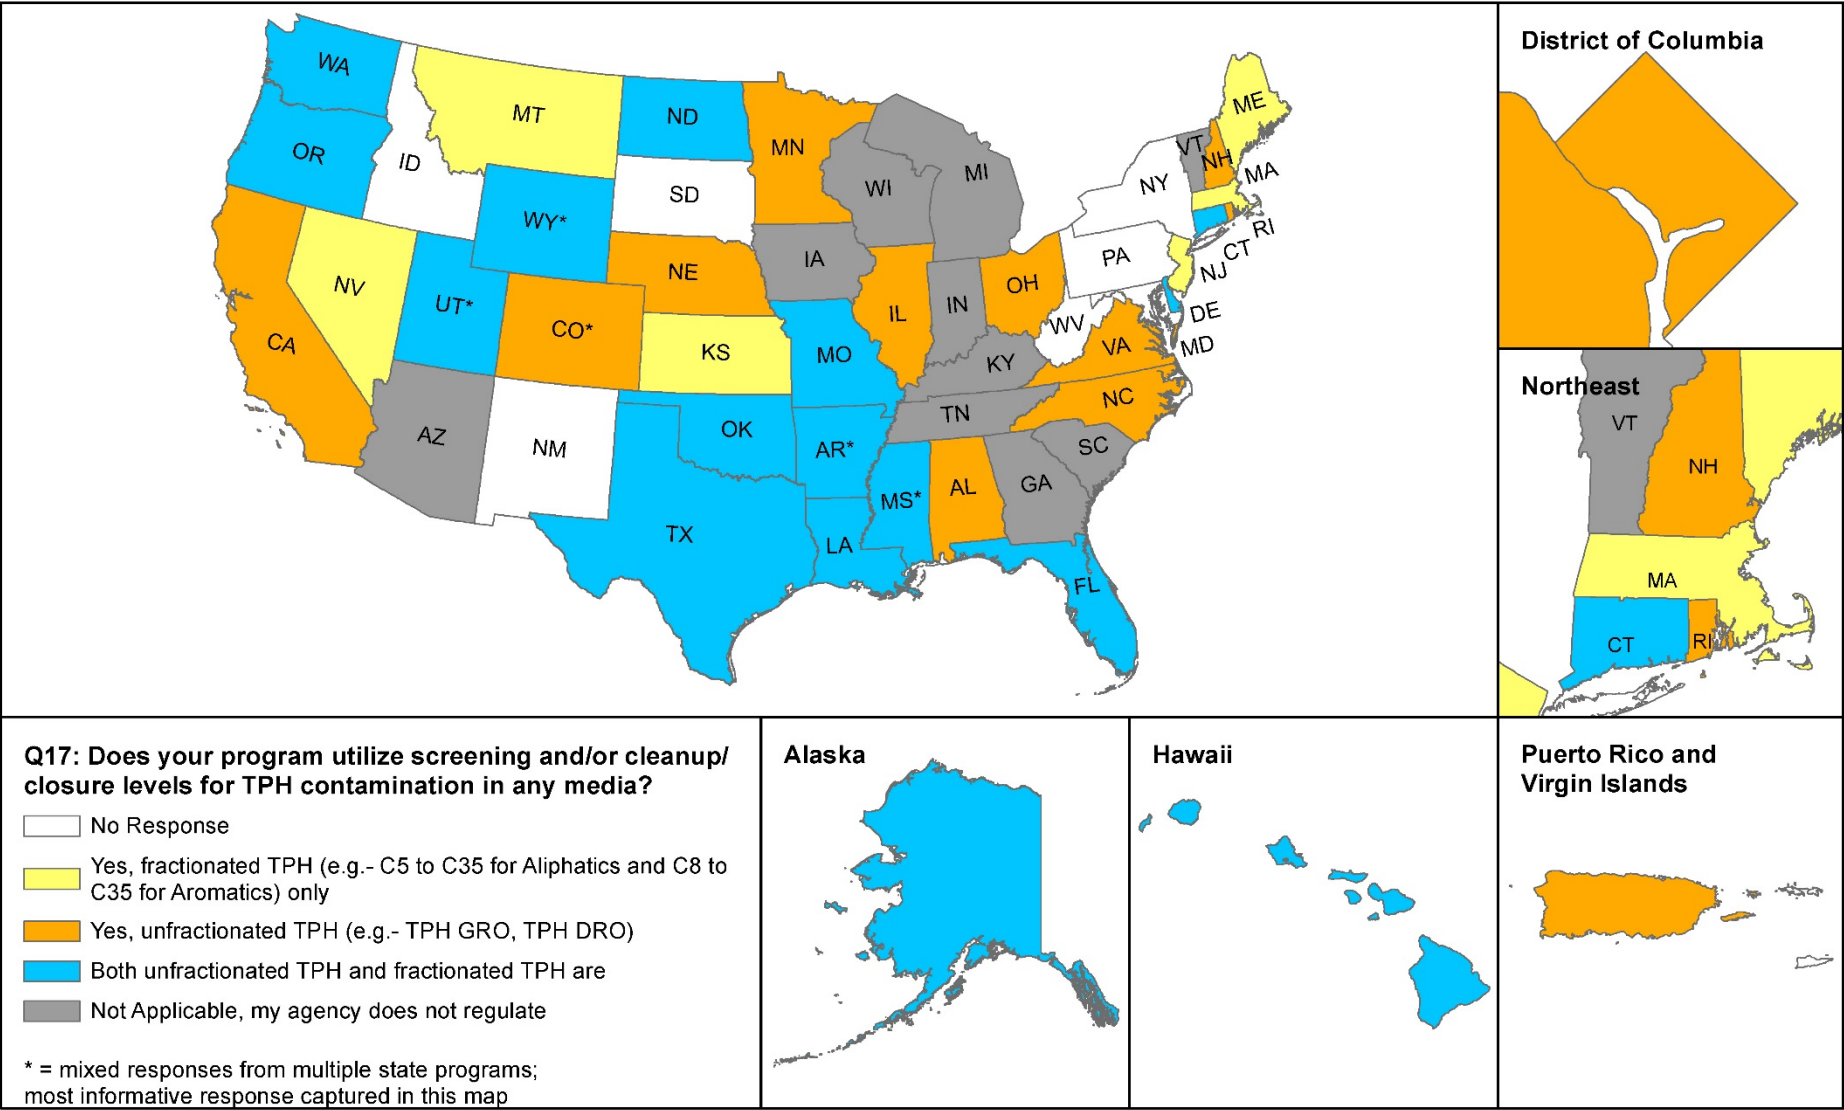 WA
MT
ND
MN
OR
ID
SD
WI
MI
WY*
NY
VT
NH
ME
MA
RI
CT
NJ
PA
DE
MD
NV
UT*
CO*
NE
IA
IL
IN
OH
WV
VA
CA
KS
MO
KY
NC
TN
SC
AZ
NM
OK
AR*
MS*
AL
GA
TX
LA
FL
District of Columbia
Northeast
VT
NH
MA
CT
RI
Q17: Does your program utilize screening and/or cleanup/
closure levels for TPH contamination in any media?
No Response
Yes, fractionated TPH (e.g.- C5 to C35 for Aliphatics and C8 to
C35 for Aromatics) only
Yes, unfractionated TPH (e.g.- TPH GRO, TPH DRO)
Both unfractionated TPH and fractionated TPH are
Not Applicable, my agency does not regulate
* = mixed responses from multiple state programs;
most informative response captured in this map
Alaska
Hawaii
Puerto Rico and
Virgin Islands